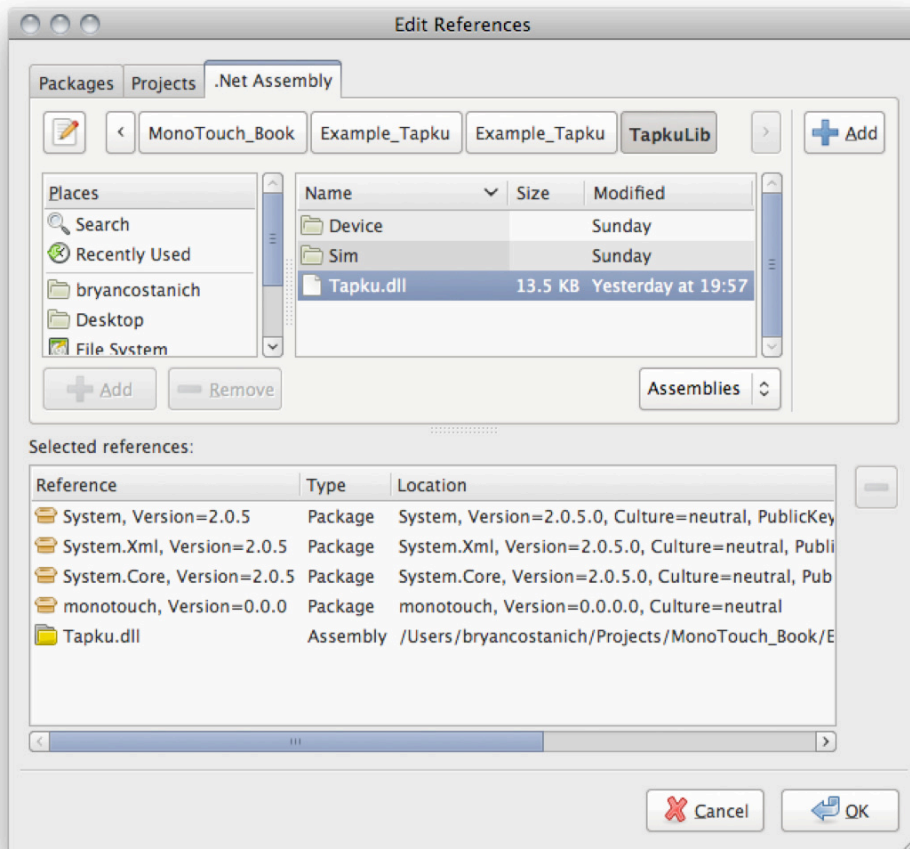 Edit References
Packages Projects .Net Assembly
< MonoTouch_Book Example_Tapku Example_Tapku TapkuLib > Add
Places Name Size Modified
Search Device Sunday
Recently Used Sim Sunday
bryancostanich Tapku.dll 13.5 KB Yesterday at 19:57
Desktop
File System
Add Remove Assemblies
Selected references:
Reference Type Location
System, Version=2.0.5 Package System, Version=2.0.5.0, Culture=neutral, PublicKey
System.Xml, Version=2.0.5 Package System.Xml, Version=2.0.5.0, Culture=neutral, Publi
System.Core, Version=2.0.5 Package System.Core, Version=2.0.5.0, Culture=neutral, Pub
monotouch, Version=0.0.0 Package monotouch, Version=0.0.0.0, Culture=neutral
Tapku.dll Assembly /Users/bryancostanich/Projects/MonoTouch_Book/E
Cancel OK